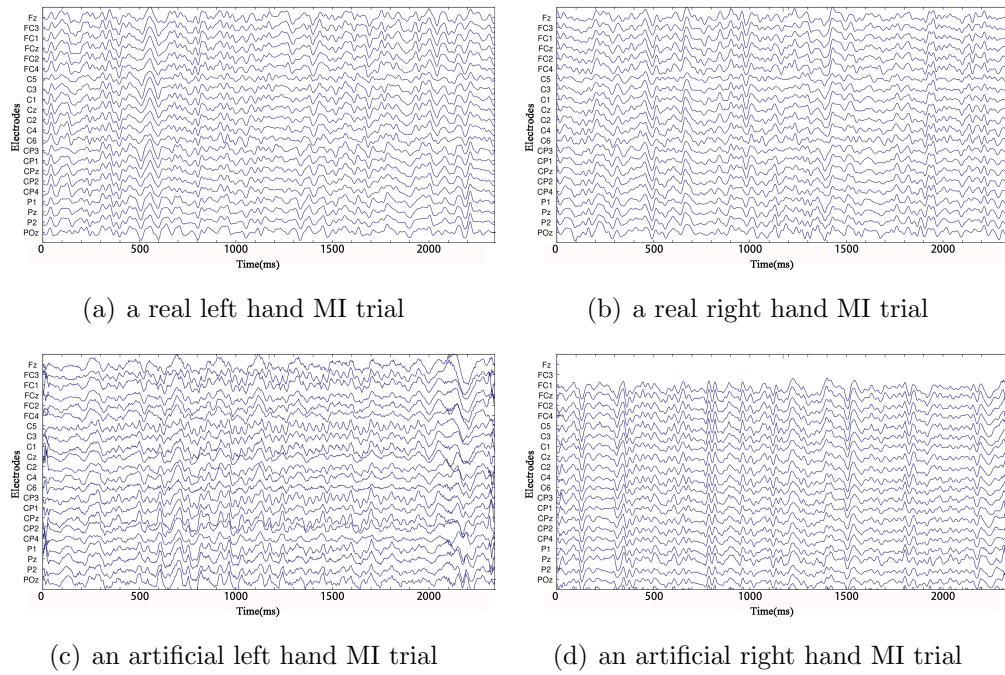 Electrodes
Fz
FC3
FC1
FCz
FC2
FC4
C5
C3
C1
Cz
C2
C4
C6
CP3
CP1
CPz
CP2
CP4
P1
Pz
P2
POz
0 500 1000 1500 2000
Time(ms)
(a) a real left hand MI trial
Electrodes
Fz
FC3
FC1
FCz
FC2
FC4
C5
C3
C1
Cz
C2
C4
C6
CP3
CP1
CPz
CP2
CP4
P1
Pz
P2
POz
0 500 1000 1500 2000
Time(ms)
(b) a real right hand MI trial
Electrodes
Fz
FC3
FC1
FCz
FC2
FC4
C5
C3
C1
Cz
C2
C4
C6
CP3
CP1
CPz
CP2
CP4
P1
Pz
P2
POz
0 500 1000 1500 2000
Time(ms)
(c) an artificial left hand MI trial
Electrodes
Fz
FC3
FC1
FCz
FC2
FC4
C5
C3
C1
Cz
C2
C4
C6
CP3
CP1
CPz
CP2
CP4
P1
Pz
P2
POz
0 500 1000 1500 2000
Time(ms)
(d) an artificial right hand MI trial